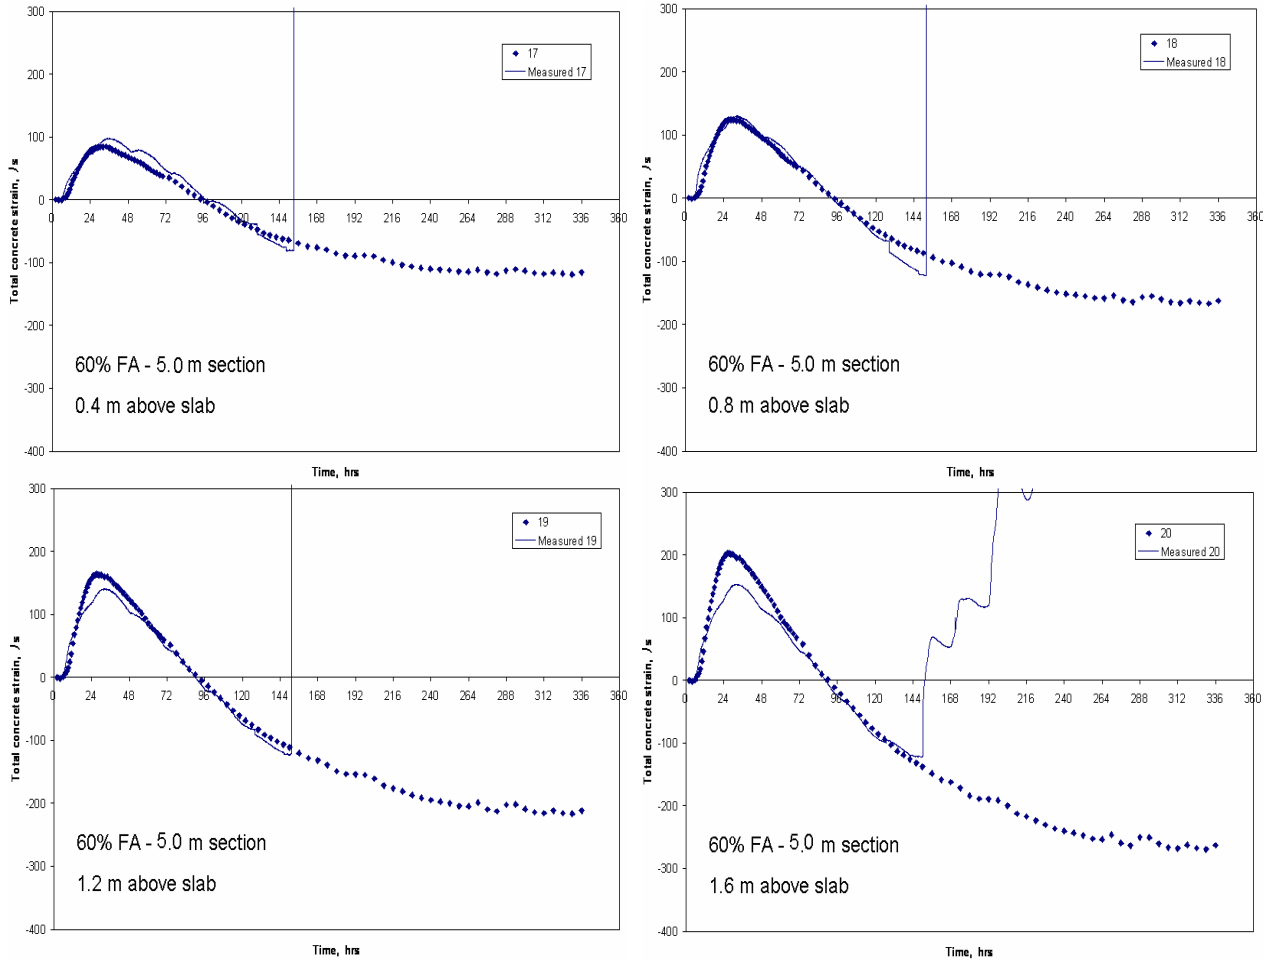 300
200
100
0
-100
-200
-300
-400
24 48 72 96 120 144 168 192 216 240 264 288 312 336 360
Total concrete strain,
17
Measured 17
60% FA - 5.0 m section
0.4 m above slab
Time, hrs
300
200
100
0
-100
-200
-300
-400
0 24 48 72 96 120 144 168 192 216 240 264 288 312 336 360
Total concrete strain,
18
Measured 18
60% FA - 5.0 m section
0.8 m above slab
Time, hrs
300
200
100
0
-100
-200
-300
-400
0 24 48 72 96 120 144 168 192 216 240 264 288 312 336 360
Total concrete strain,
19
Measured 19
60% FA - 5.0 m section
1.2 m above slab
Time, hrs
300
200
100
0
-100
-200
-300
-400
0 24 48 72 96 120 144 168 192 216 240 264 288 312 336 360
Total concrete strain,
20
Measured 20
60% FA - 5.0 m section
1.6 m above slab
Time, hrs